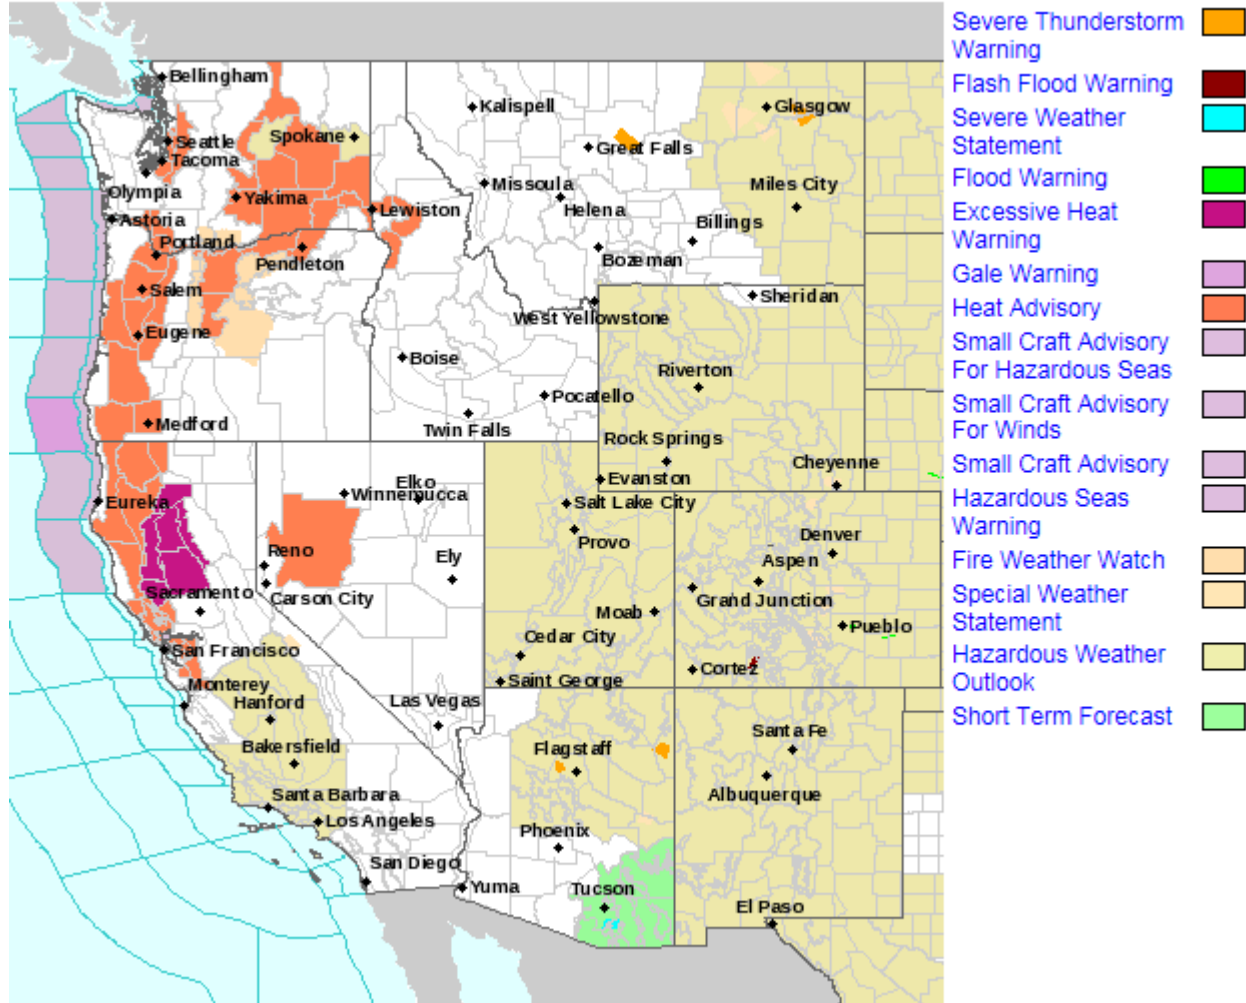 Bellingham
Kalispell
Glasgow
Seattle
Spokane
Great Falls
Tacoma
Olympia
Missoula
Miles City
Yakima
Helena
Astoria
Lewiston
Billings
Portland
Pendleton
Bozeman
Salem
Sheridan
West Yellowstone
Eugene
Boise
Riverton
Pocatello
Medford
Twin Falls
Rock Springs
Cheyenne
Elko
Evanston
Eureka
Winnemucca
Salt Lake City
Provo
Denver
Reno
Ely
Aspen
Sacramento
Carson City
Grand Junction
Moab
Pueblo
Cedar City
San Francisco
Cortez
Saint George
Monterey
Hanford
Las Vegas
Santa Fe
Bakersfield
Flagstaff
Albuquerque
Santa Barbara
Los Angeles
Phoenix
San Diego
Yuma
Tucson
El Paso
Severe Thunderstorm
Warning
Flash Flood Warning
Severe Weather
Statement
Flood Warning
Excessive Heat
Warning
Gale Warning
Heat Advisory
Small Craft Advisory
For Hazardous Seas
Small Craft Advisory
For Winds
Small Craft Advisory
Hazardous Seas
Warning
Fire Weather Watch
Special Weather
Statement
Hazardous Weather
Outlook
Short Term Forecast